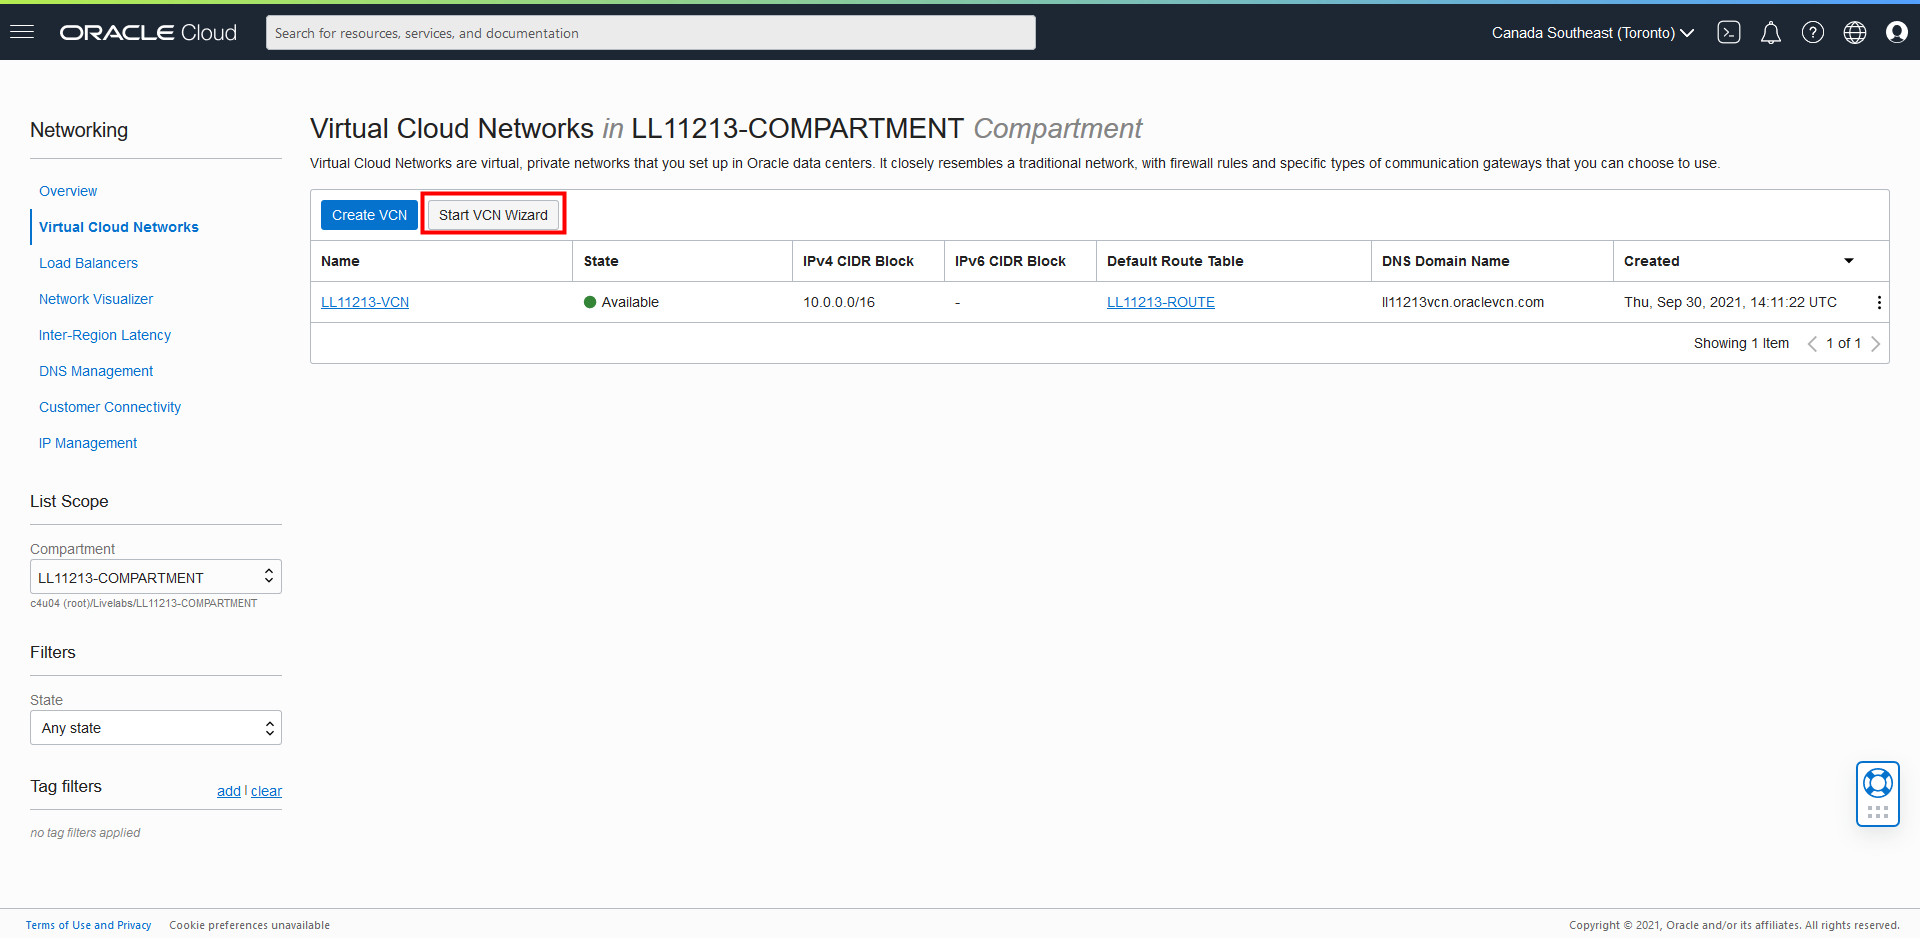 ORACLE Cloud
Search for resources, services, and documentation
Canada Southeast (Toronto)
Networking
Overview
Virtual Cloud Networks
Load Balancers
Network Visualizer
Inter-Region Latency
DNS Management
Customer Connectivity
IP Management
List Scope
Compartment
LL11213-COMPARTMENT
c4u04 (root)/Livelabs/LL11213-COMPARTMENT
Filters
State
Any state
Tag filters add | clear
no tag filters applied
Virtual Cloud Networks in LL11213-COMPARTMENT Compartment
Virtual Cloud Networks are virtual, private networks that you set up in Oracle data centers. It closely resembles a traditional network, with firewall rules and specific types of communication gateways that you can choose to use.
Create VCN Start VCN Wizard
Name State IPv4 CIDR Block IPv6 CIDR Block Default Route Table DNS Domain Name Created
LL11213-VCN Available 10.0.0.0/16 - LL11213-ROUTE ll11213vcn.oraclevcn.com Thu, Sep 30, 2021, 14:11:22 UTC
Showing 1 Item 1 of 1
Terms of Use and Privacy Cookie preferences unavailable
Copyright © 2021, Oracle and/or its affiliates. All rights reserved.